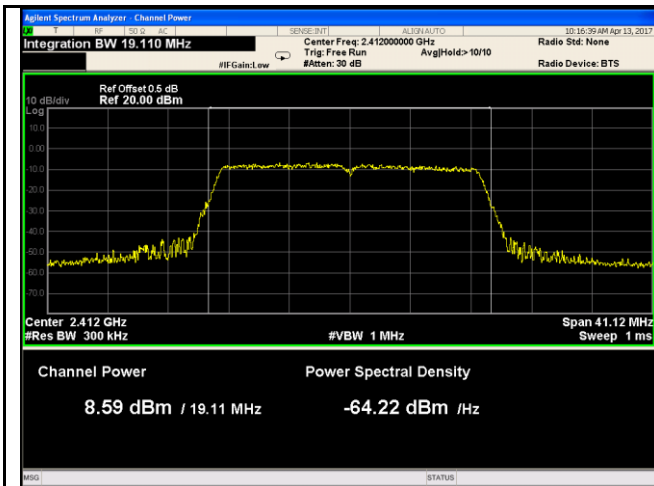 Agilent Spectrum Analyzer - Channel Power
T RF 50 Ω AC SENSE:INT ALIGN AUTO 10:16:39 AM Apr 13, 2017
Integration BW 19.110 MHz
Center Freq: 2.412000000 GHz Radio Std: None
Trig: Free Run Avg|Hold:>10/10
#IFGain:Low #Atten: 30 dB Radio Device: BTS
Ref Offset 0.5 dB
10 dB/div Ref 20.00 dBm
Log
10.0
0.00
-10.0
-20.0
-30.0
-40.0
-50.0
-60.0
-70.0
Center 2.412 GHz Span 41.12 MHz
#Res BW 300 kHz #VBW 1 MHz Sweep 1 ms
Channel Power Power Spectral Density
8.59 dBm / 19.11 MHz -64.22 dBm /Hz
MSG STATUS